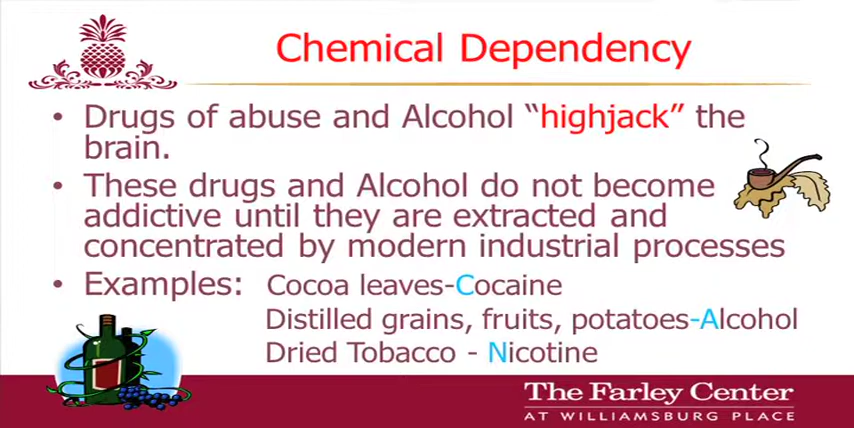 Chemical Dependency
• Drugs of abuse and Alcohol “highjack” the
brain.
• These drugs and Alcohol do not become
addictive until they are extracted and
concentrated by modern industrial processes
• Examples: Cocoa leaves-Cocaine
Distilled grains, fruits, potatoes-Alcohol
Dried Tobacco - Nicotine
The Farley Center
AT WILLIAMSBURG PLACE